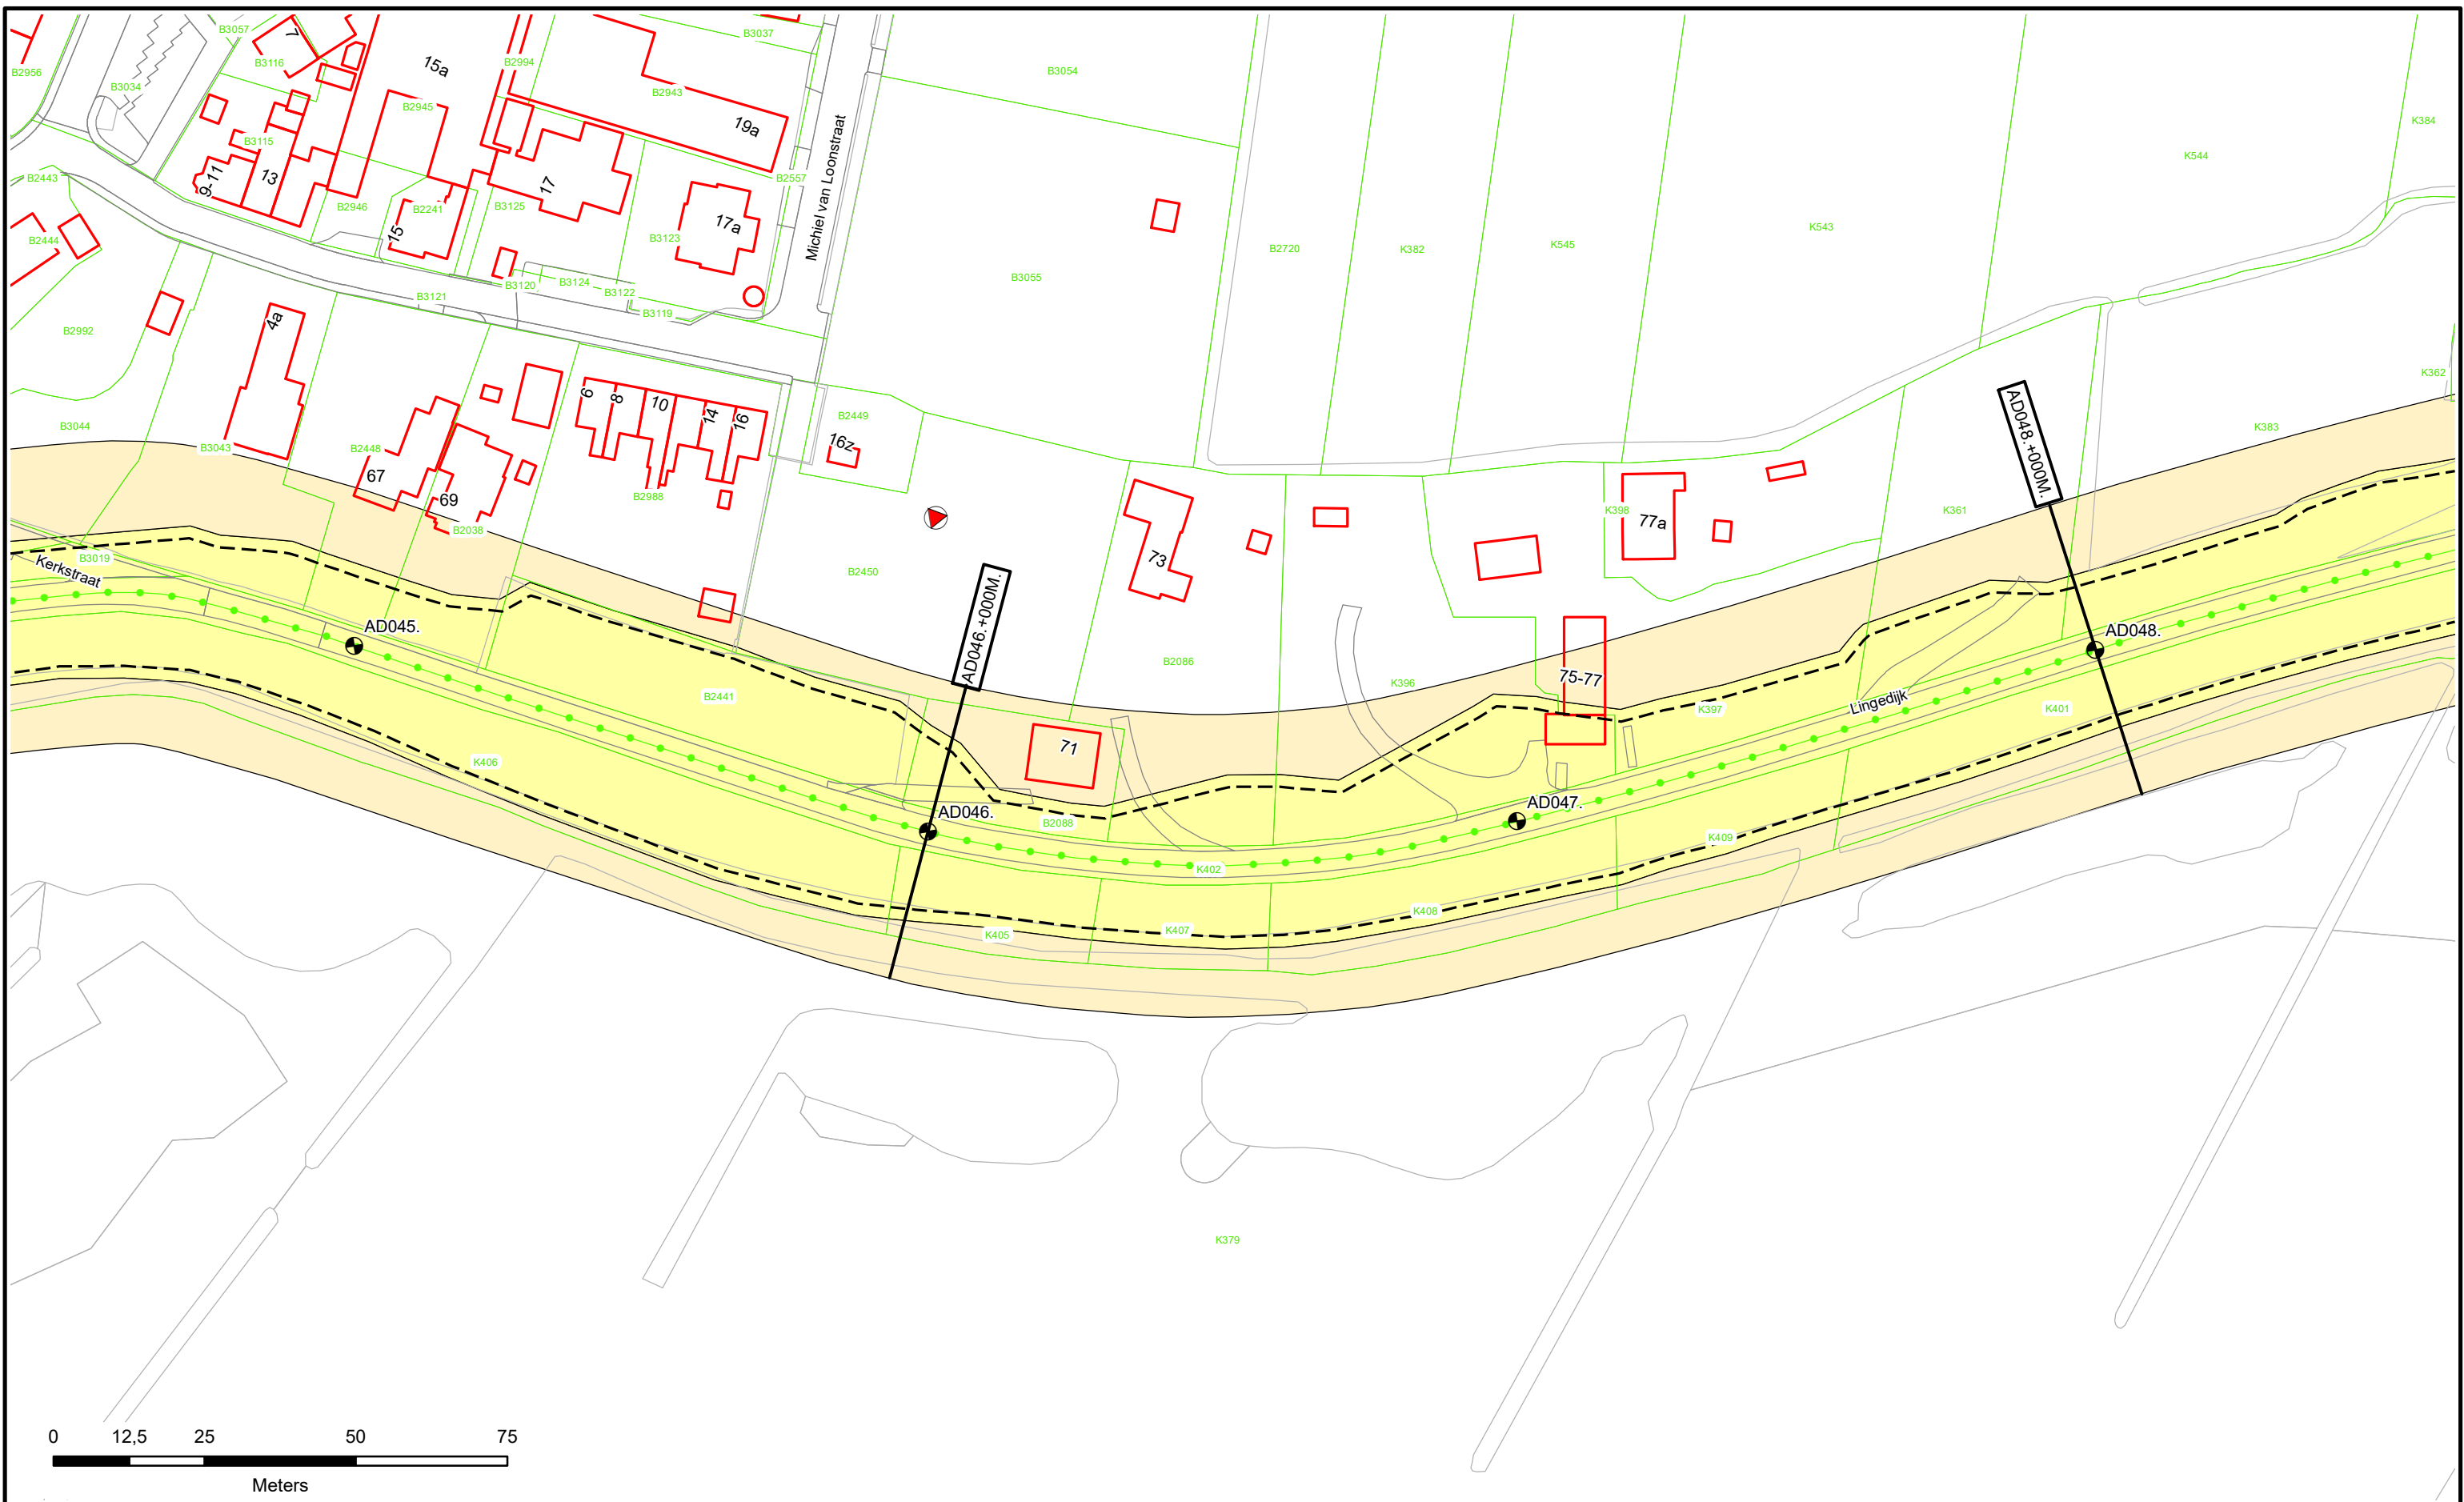 B3057
B3037
7
B3116
15a
B2994
B3054
B2956
B3034
B2945
B2943
K384
19a
Michiel van Loonstraat
B3115
K544
B2443
9-11
13
17
B2557
B2946
B2241
B3125
17a
K543
15
B3123
B2444
B2720
K382
K545
B3055
B3120
B3124
B3122
B3121
B3119
4a
B2992
K362
6
8
10
14
16
B2449
16z
B3044
B3043
B2448
K383
67
69
B2988
AD048.+000M.
K398
77a
K361
B2038
B3019
Kerkstraat
B2450
73
AD046.+000M.
AD045.
AD048.
B2086
K396
75-77
B2441
K397
Lingedijk
K401
71
K406
AD046.
B2088
AD047.
K409
K402
K408
K405
K407
K379
0 12,5 25 50 75
Meters